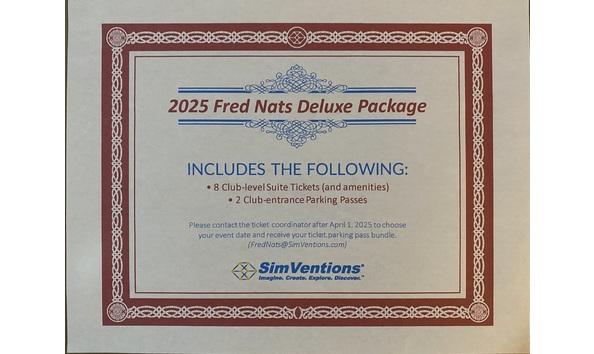 2025 Fred Nats Deluxe Package
INCLUDES THE FOLLOWING:
• 8 Club-level Suite Tickets (and amenities)
• 2 Club-entrance Parking Passes
Please contact the ticket coordinator after April 1, 2025 to choose
your event date and receive your ticket parking pass bundle.
(FredNats@SimVentions.com)
SimVentions®
Imagine. Create. Explore. Discover.™